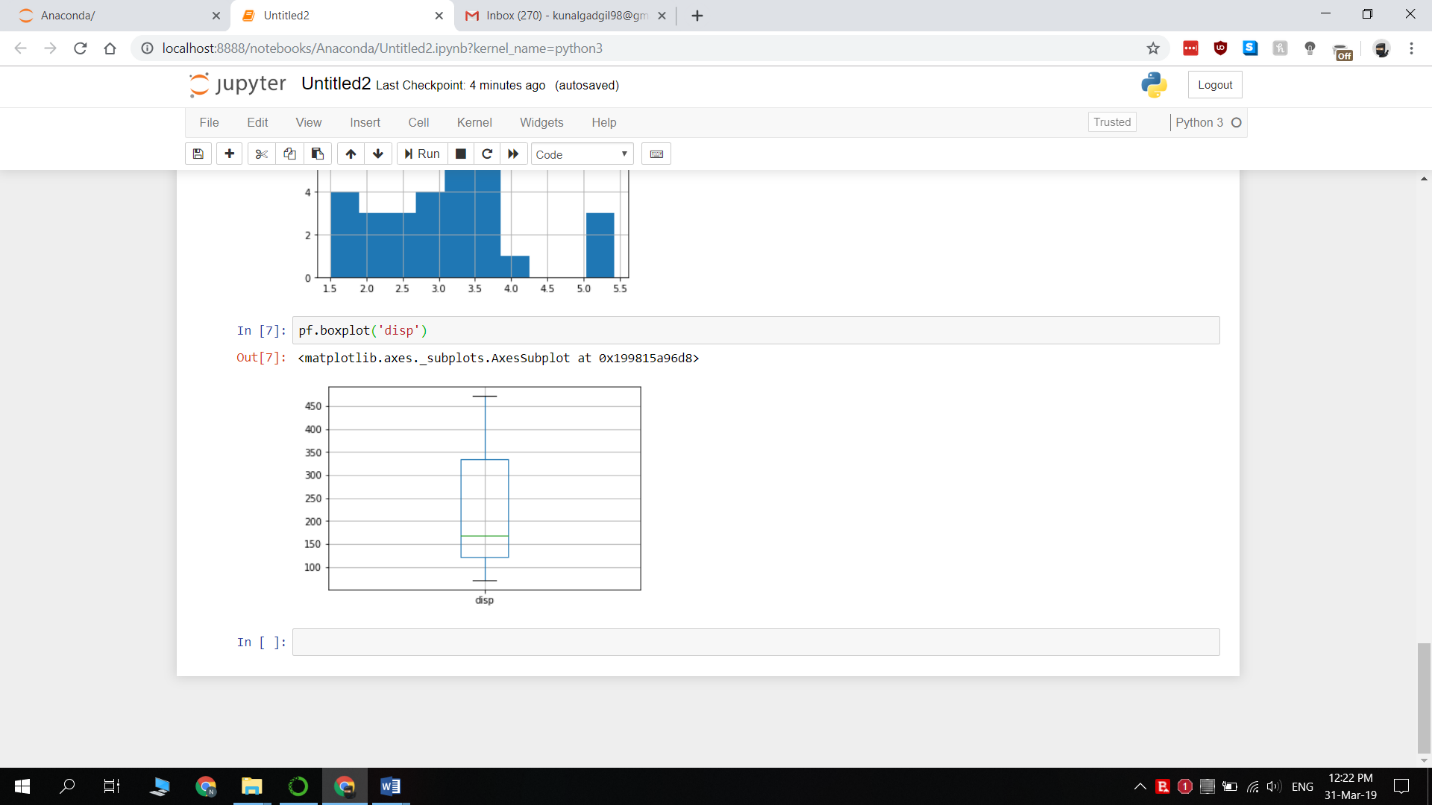 Anaconda/
Untitled2
Inbox (270) - kunalgadgil98@gm
localhost:8888/notebooks/Anaconda/Untitled2.ipynb?kernel_name=python3
Off
jupyter Untitled2 Last Checkpoint: 4 minutes ago (autosaved)
Logout
File Edit View Insert Cell Kernel Widgets Help
Trusted
Python 3
Run
Code
4
2
0
1.5 2.0 2.5 3.0 3.5 4.0 4.5 5.0 5.5
In [7]: pf.boxplot('disp')
Out[7]: <matplotlib.axes._subplots.AxesSubplot at 0x199815a96d8>
450
400
350
300
250
200
150
100
disp
In [ ]:
ENG
12:22 PM
31-Mar-19